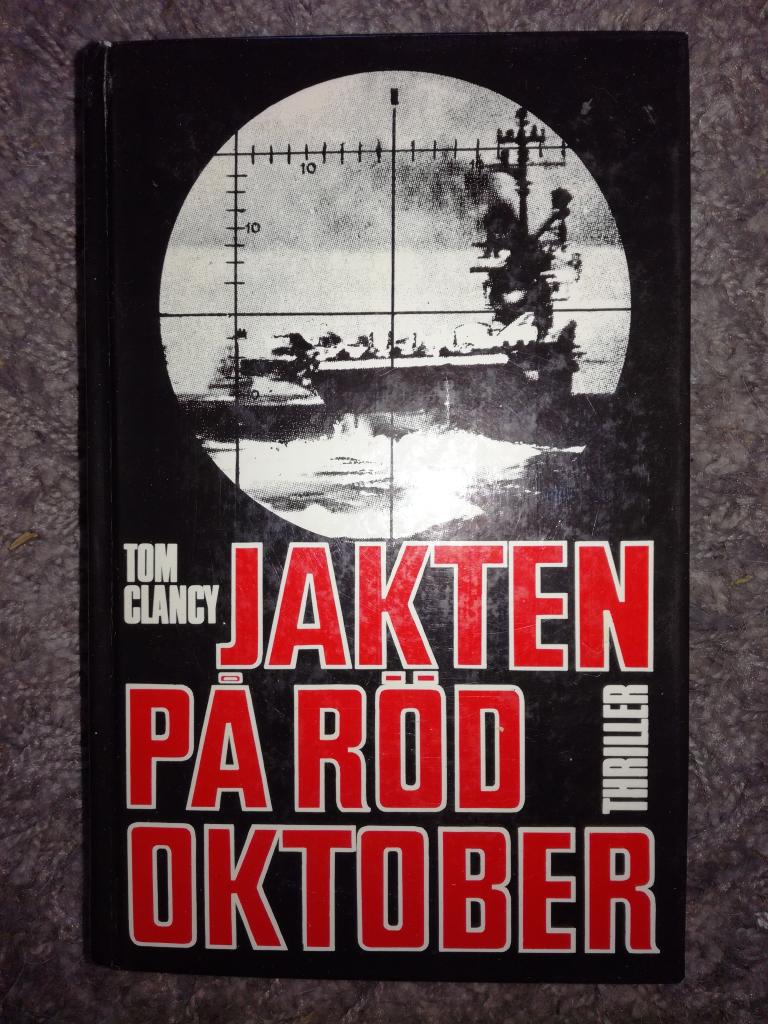 10
10
TOM
CLANCY
JAKTEN
PÅ RÖD
THRILLER
OKTOBER